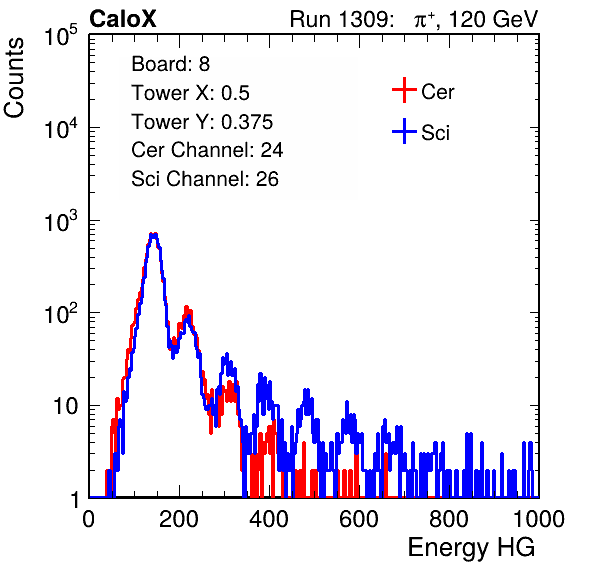 CaloX Run 1309: π⁺, 120 GeV
Counts
10⁵
10⁴
10³
10²
10
1
Board: 8
Tower X: 0.5
Tower Y: 0.375
Cer Channel: 24
Sci Channel: 26
Cer
Sci
0 200 400 600 800 1000
Energy HG